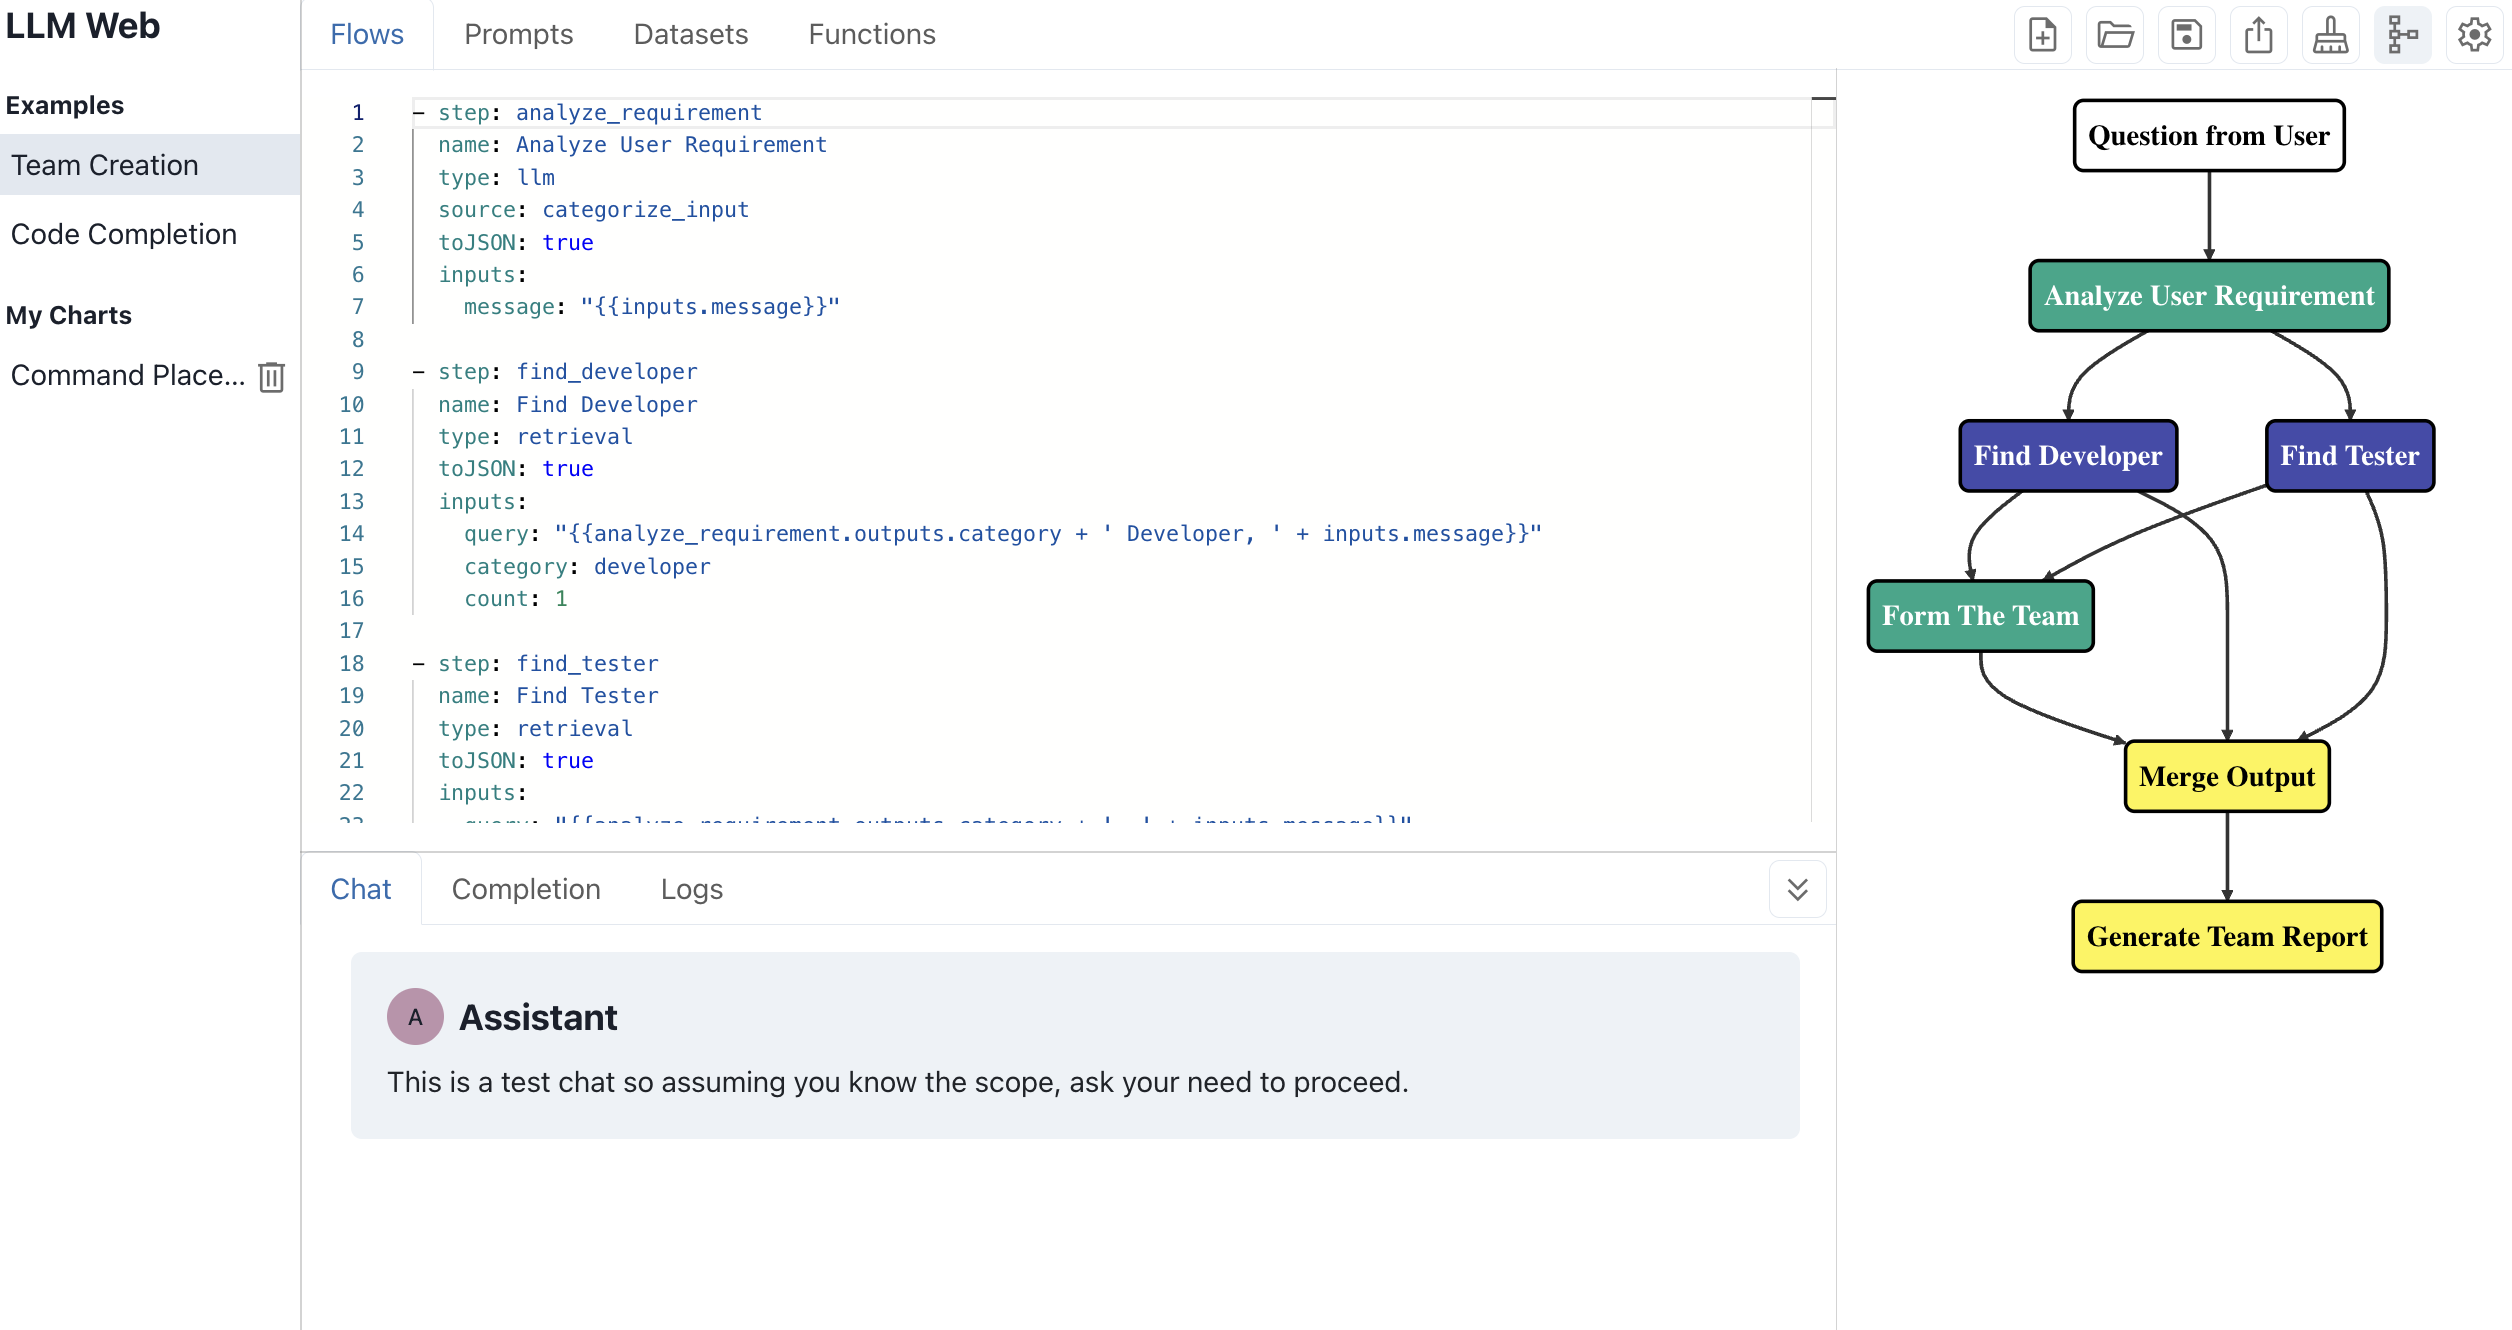 LLM Web
Examples
Team Creation
Code Completion
My Charts
Command Place...
Flows
Prompts
Datasets
Functions
1 - step: analyze_requirement
2 name: Analyze User Requirement
3 type: llm
4 source: categorize_input
5 toJSON: true
6 inputs:
7 message: "{{inputs.message}}"
8
9 - step: find_developer
10 name: Find Developer
11 type: retrieval
12 toJSON: true
13 inputs:
14 query: "{{analyze_requirement.outputs.category + ' Developer, ' + inputs.message}}"
15 category: developer
16 count: 1
17
18 - step: find_tester
19 name: Find Tester
20 type: retrieval
21 toJSON: true
22 inputs:
Chat
Completion
Logs
A
Assistant
This is a test chat so assuming you know the scope, ask your need to proceed.
Question from User
Analyze User Requirement
Find Developer
Find Tester
Form The Team
Merge Output
Generate Team Report